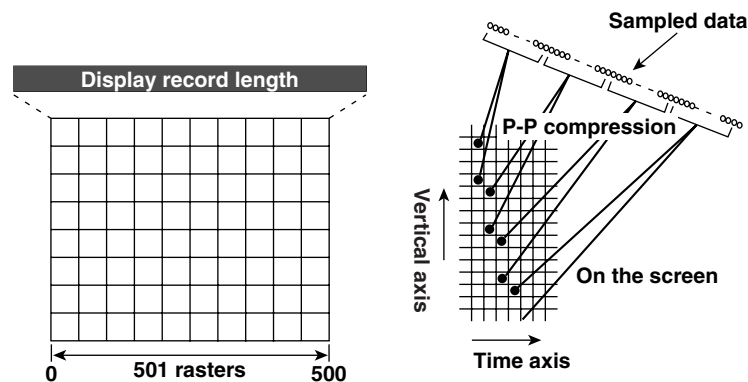 Display record length
0
501 rasters
500
Sampled data
P-P compression
Vertical axis
On the screen
Time axis